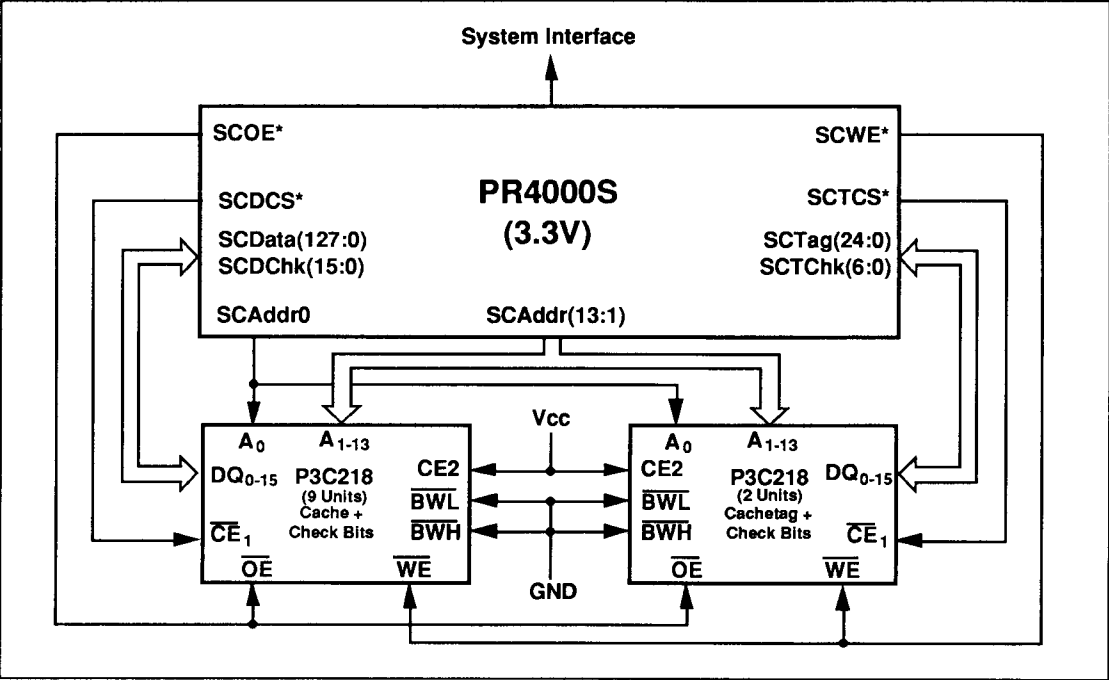 System Interface
SCOE*
SCWE*
PR4000S
(3.3V)
SCDCS*
SCTCS*
SCData(127:0)
SCDChk(15:0)
SCTag(24:0)
SCTChk(6:0)
SCAddr0
SCAddr(13:1)
Vcc
A0
A1-13
DQ0-15
P3C218
(9 Units)
Cache +
Check Bits
CE2
BWL
BWH
CE1
OE
WE
GND
A0
A1-13
CE2
P3C218
(2 Units)
Cachetag +
Check Bits
DQ0-15
BWL
BWH
CE1
OE
WE